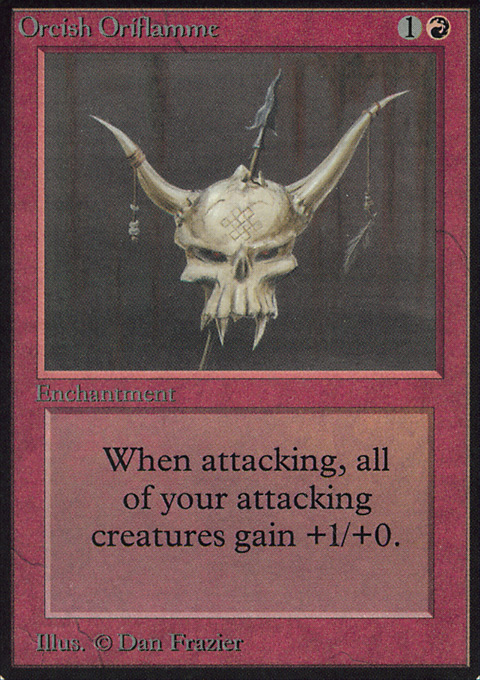 Orcish Oriflamme 1
Enchantment
When attacking, all
of your attacking
creatures gain +1/+0.
Illus. © Dan Frazier